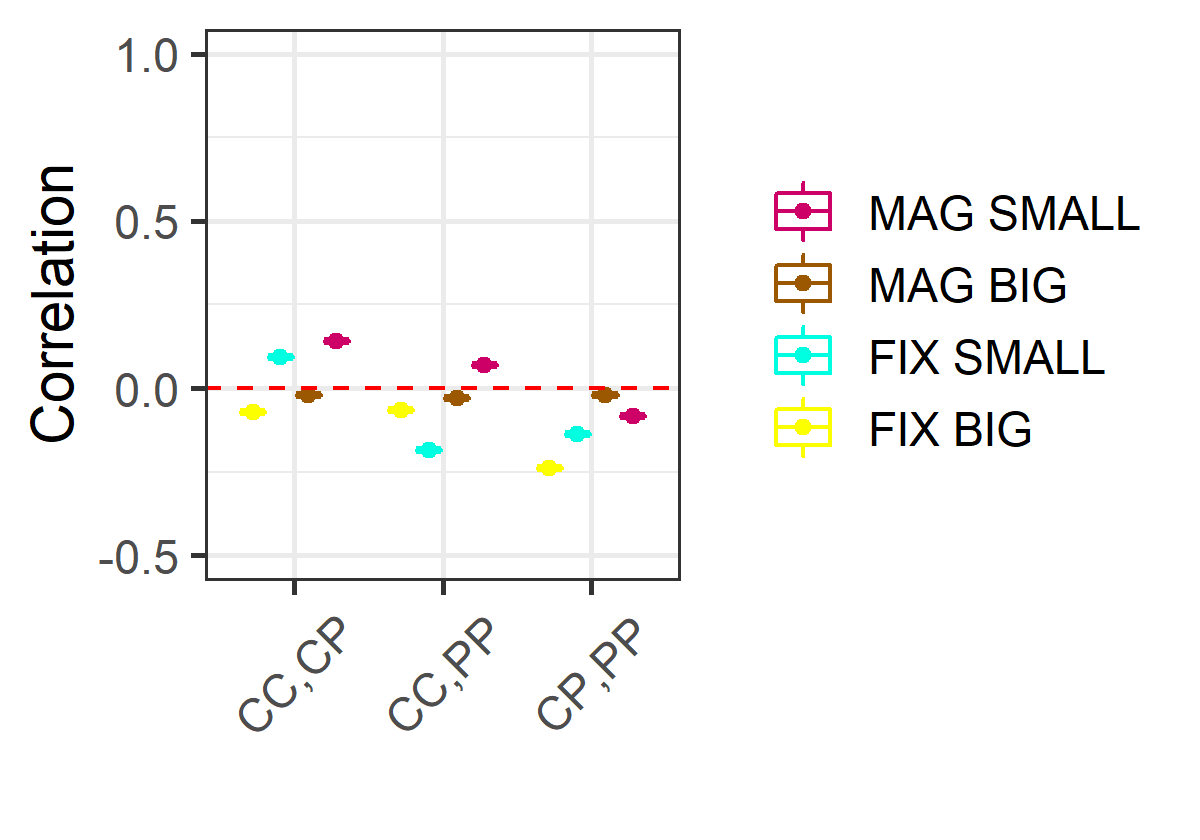 Correlation
1.0
0.5
0.0
-0.5
CC,CP
CC,PP
CP,PP
MAG SMALL
MAG BIG
FIX SMALL
FIX BIG